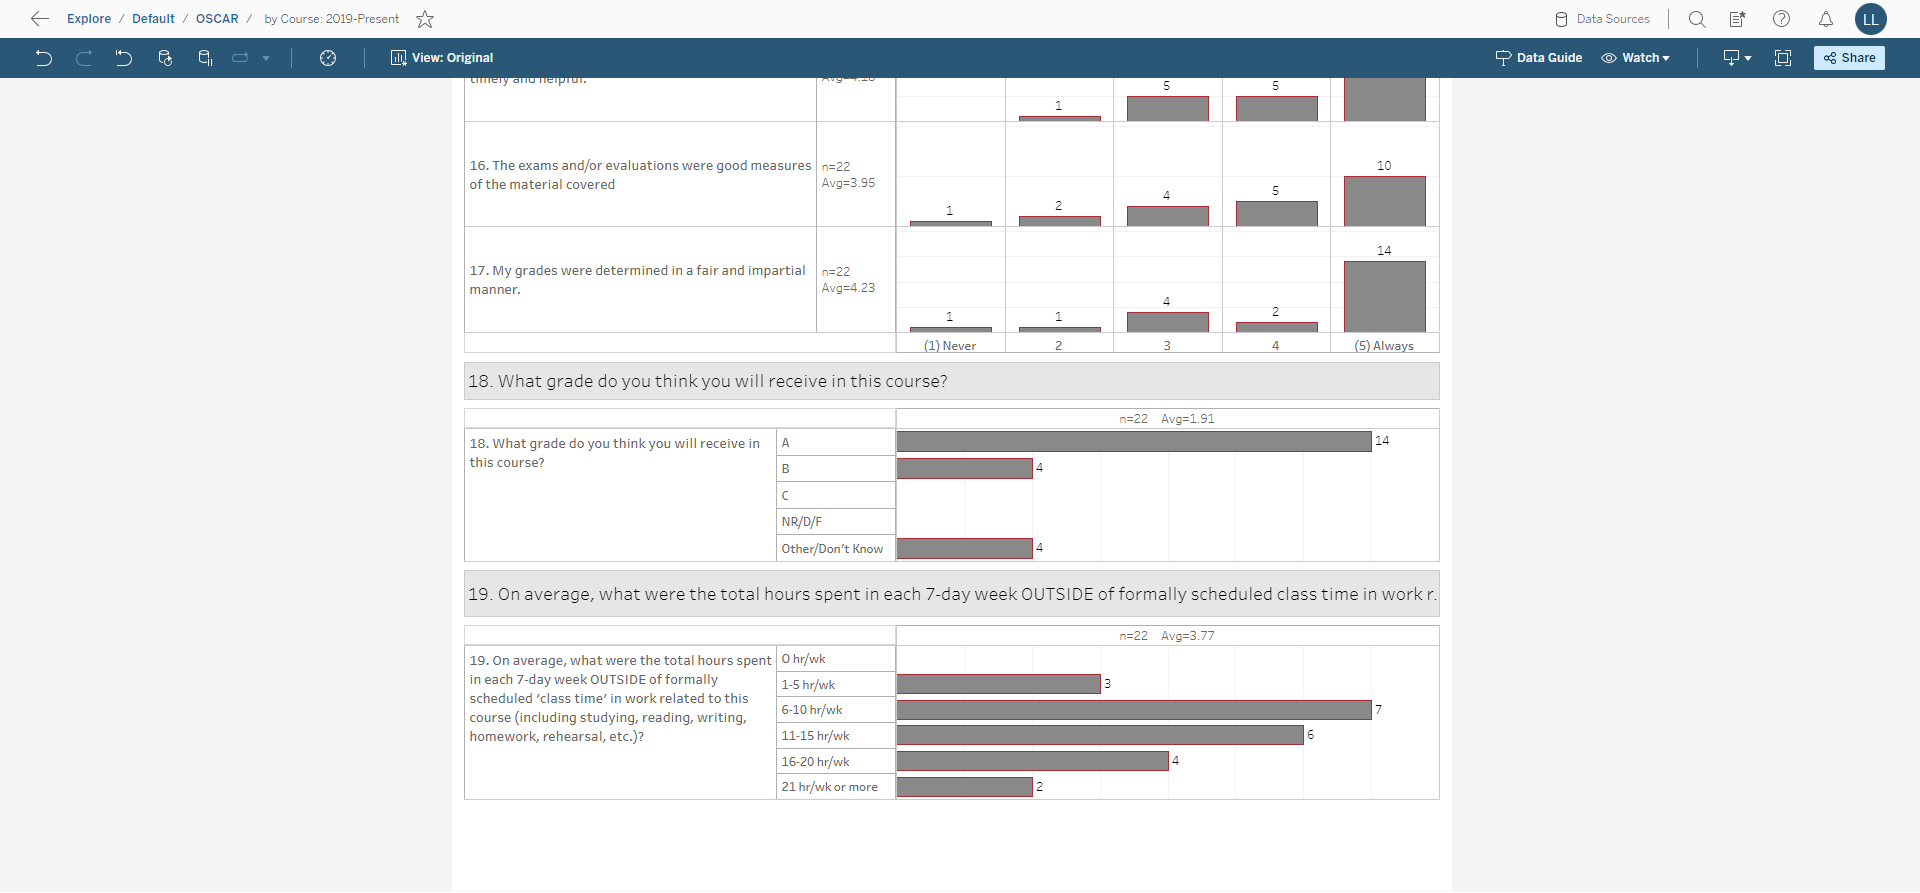 Explore / Default / OSCAR / by Course: 2019-Present
Data Sources
LL
View: Original
Data Guide
Watch
Share
timely and helpful.
5
5
1
16. The exams and/or evaluations were good measures
of the material covered
n=22
Avg=3.95
1
2
4
5
10
17. My grades were determined in a fair and impartial
manner.
n=22
Avg=4.23
1
1
4
2
14
(1) Never
2
3
4
(5) Always
18. What grade do you think you will receive in this course?
n=22 Avg=1.91
18. What grade do you think you will receive in
this course?
A
14
B
4
C
NR/D/F
Other/Don't Know
4
19. On average, what were the total hours spent in each 7-day week OUTSIDE of formally scheduled class time in work r.
n=22 Avg=3.77
19. On average, what were the total hours spent
in each 7-day week OUTSIDE of formally
scheduled ‘class time’ in work related to this
course (including studying, reading, writing,
homework, rehearsal, etc.)?
0 hr/wk
1-5 hr/wk
3
6-10 hr/wk
7
11-15 hr/wk
6
16-20 hr/wk
4
21 hr/wk or more
2